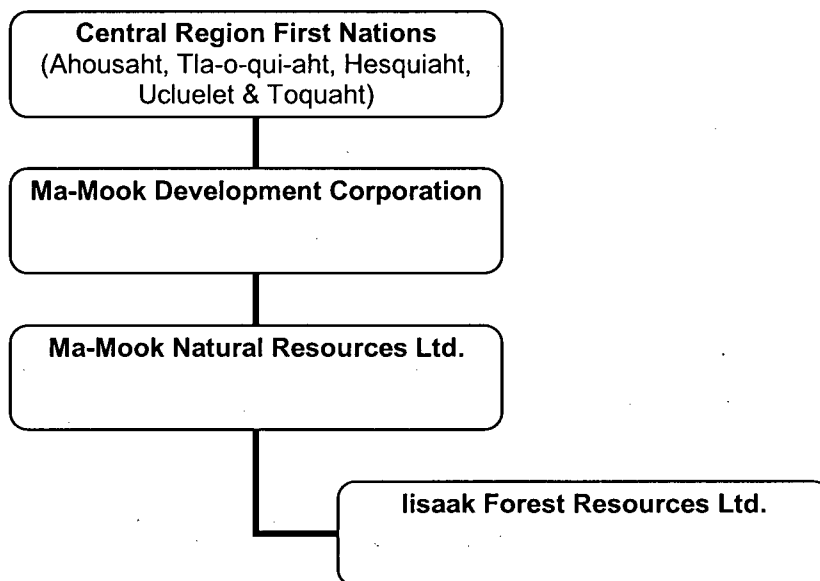 Central Region First Nations
(Ahousaht, Tla-o-qui-aht, Hesquiaht,
Ucluelet & Toquaht)
Ma-Mook Development Corporation
Ma-Mook Natural Resources Ltd.
Iisaak Forest Resources Ltd.